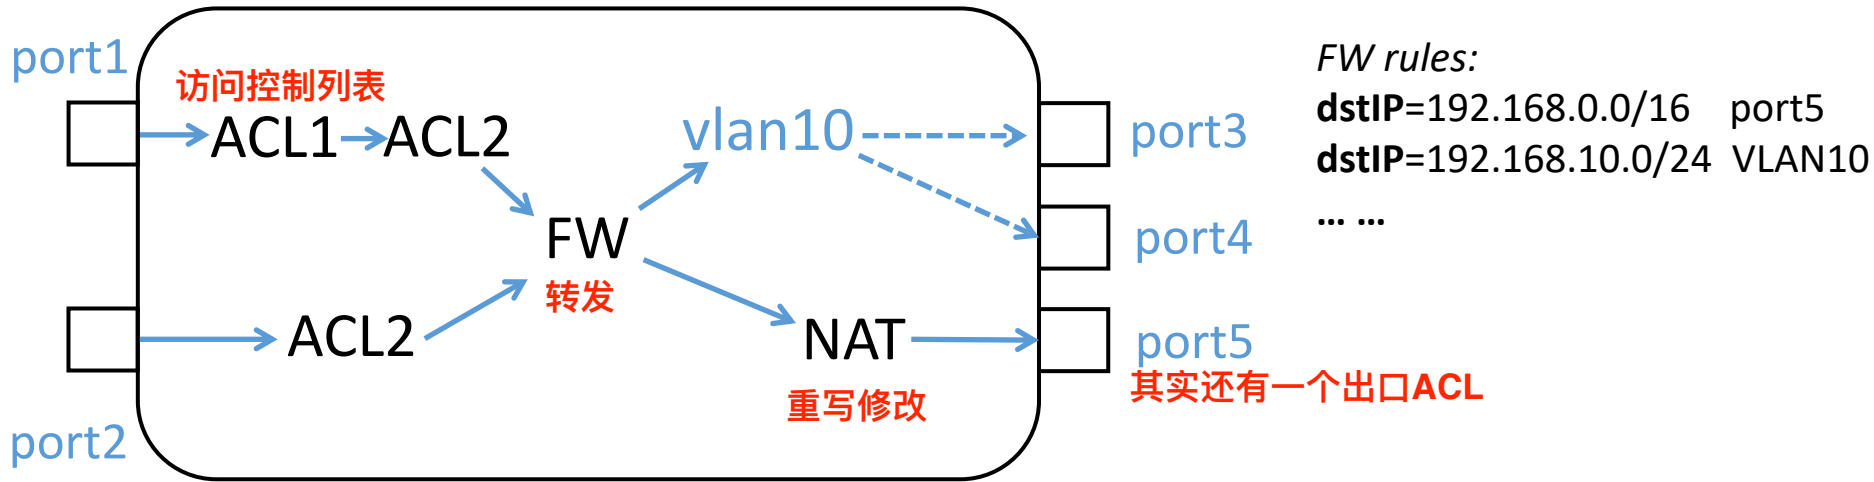 port1
访问控制列表
ACL1
ACL2
vlan10
port3
FW
转发
port4
ACL2
NAT
重写修改
port5
其实还有一个出口ACL
port2
FW rules:
dstIP=192.168.0.0/16 port5
dstIP=192.168.10.0/24 VLAN10
... ...